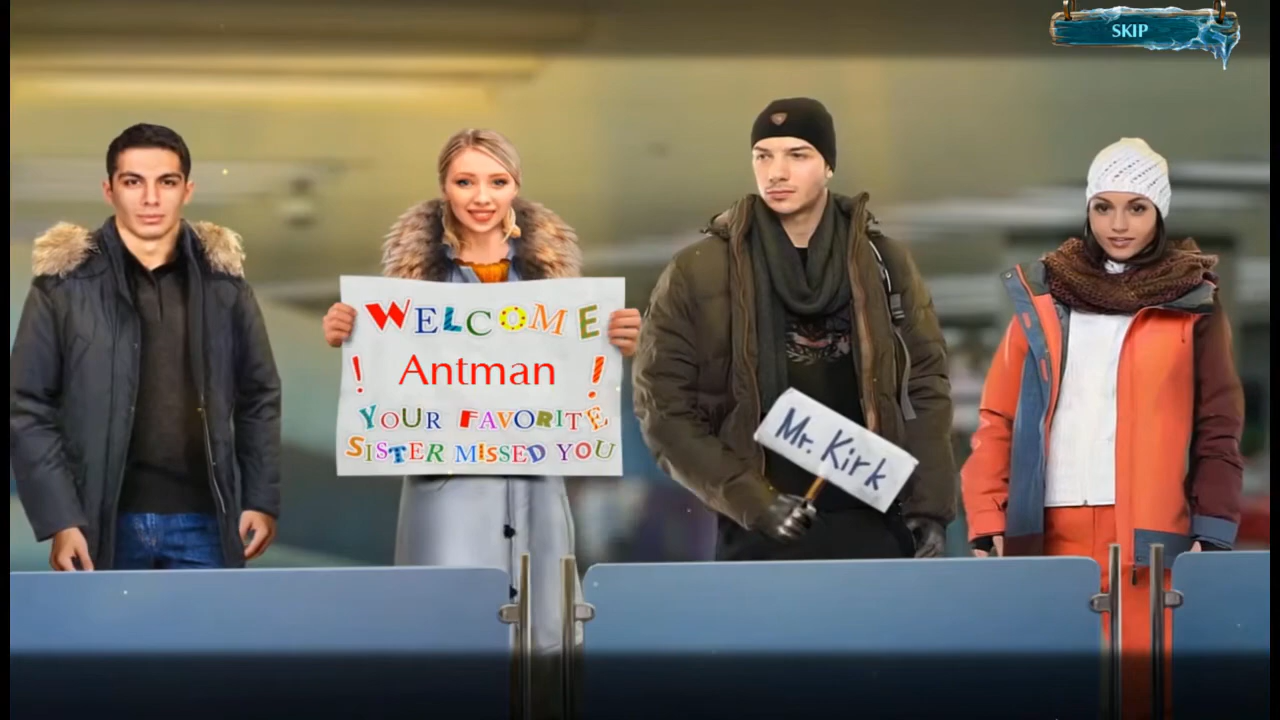 SKIP
WELCOME
! Antman !
YOUR FAVORITE
SISTER MISSED YOU
Mr. Kirk